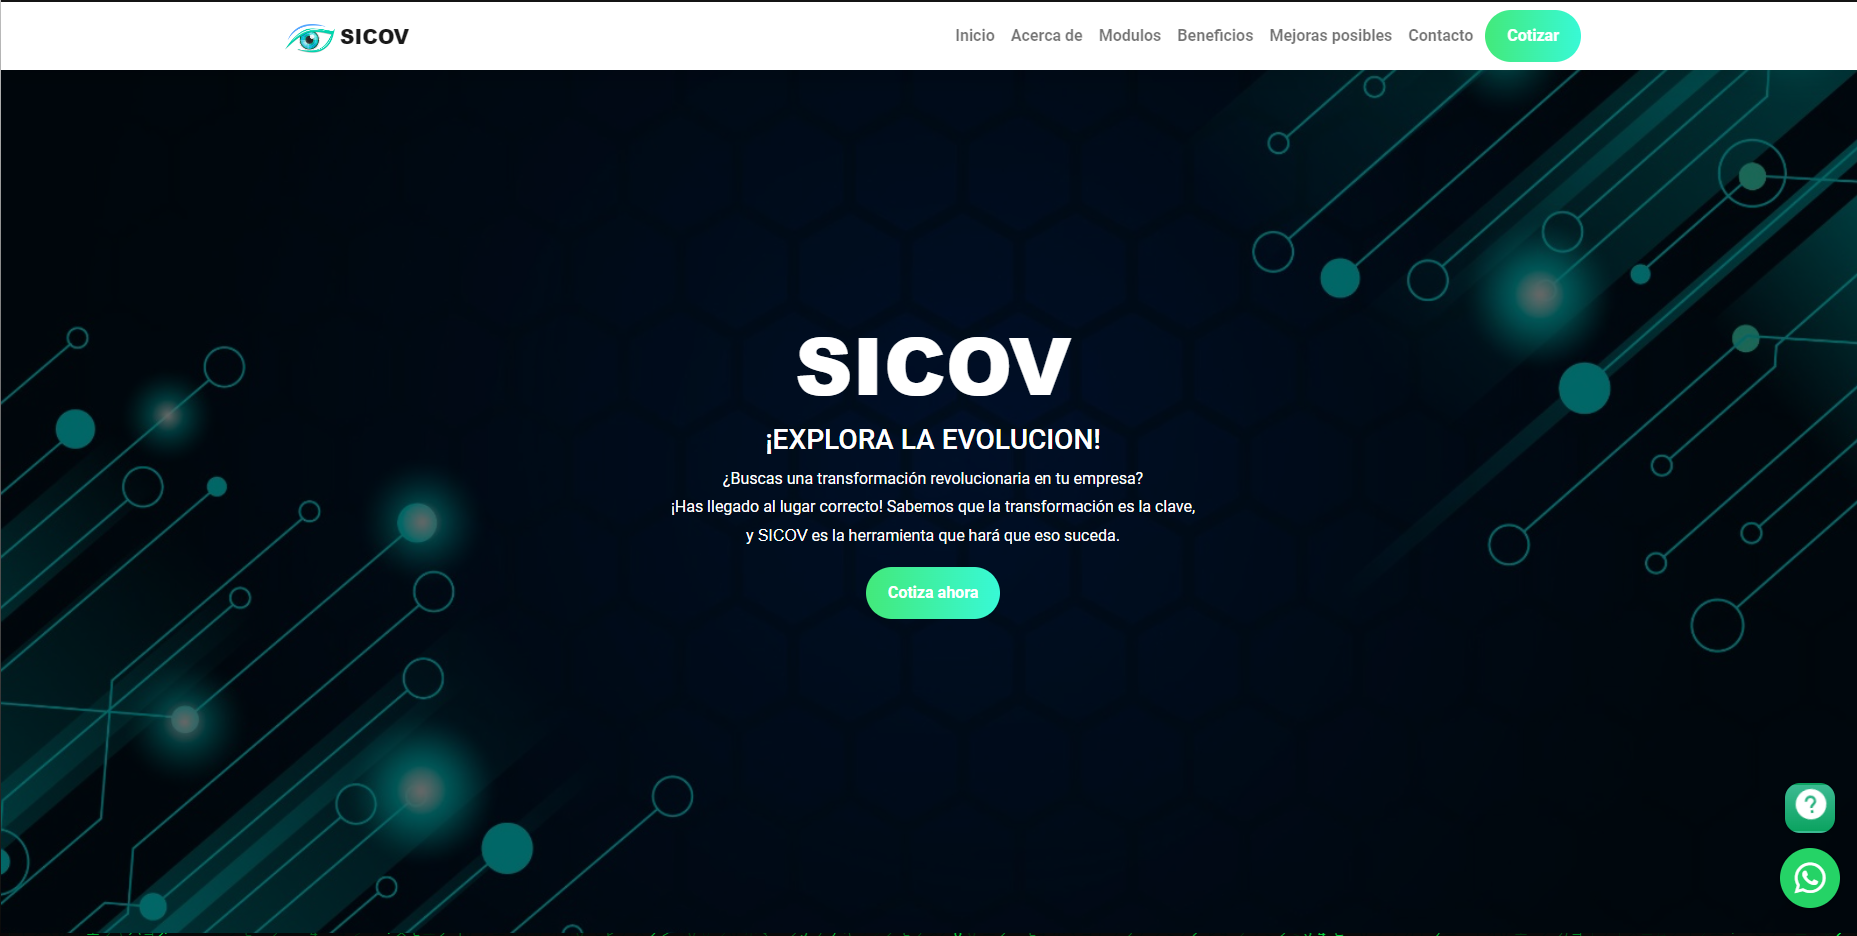 SICOV
Inicio Acerca de Modulos Beneficios Mejoras posibles Contacto Cotizar
SICOV
¡EXPLORA LA EVOLUCION!
¿Buscas una transformación revolucionaria en tu empresa?
¡Has llegado al lugar correcto! Sabemos que la transformación es la clave,
y SICOV es la herramienta que hará que eso suceda.
Cotiza ahora
?